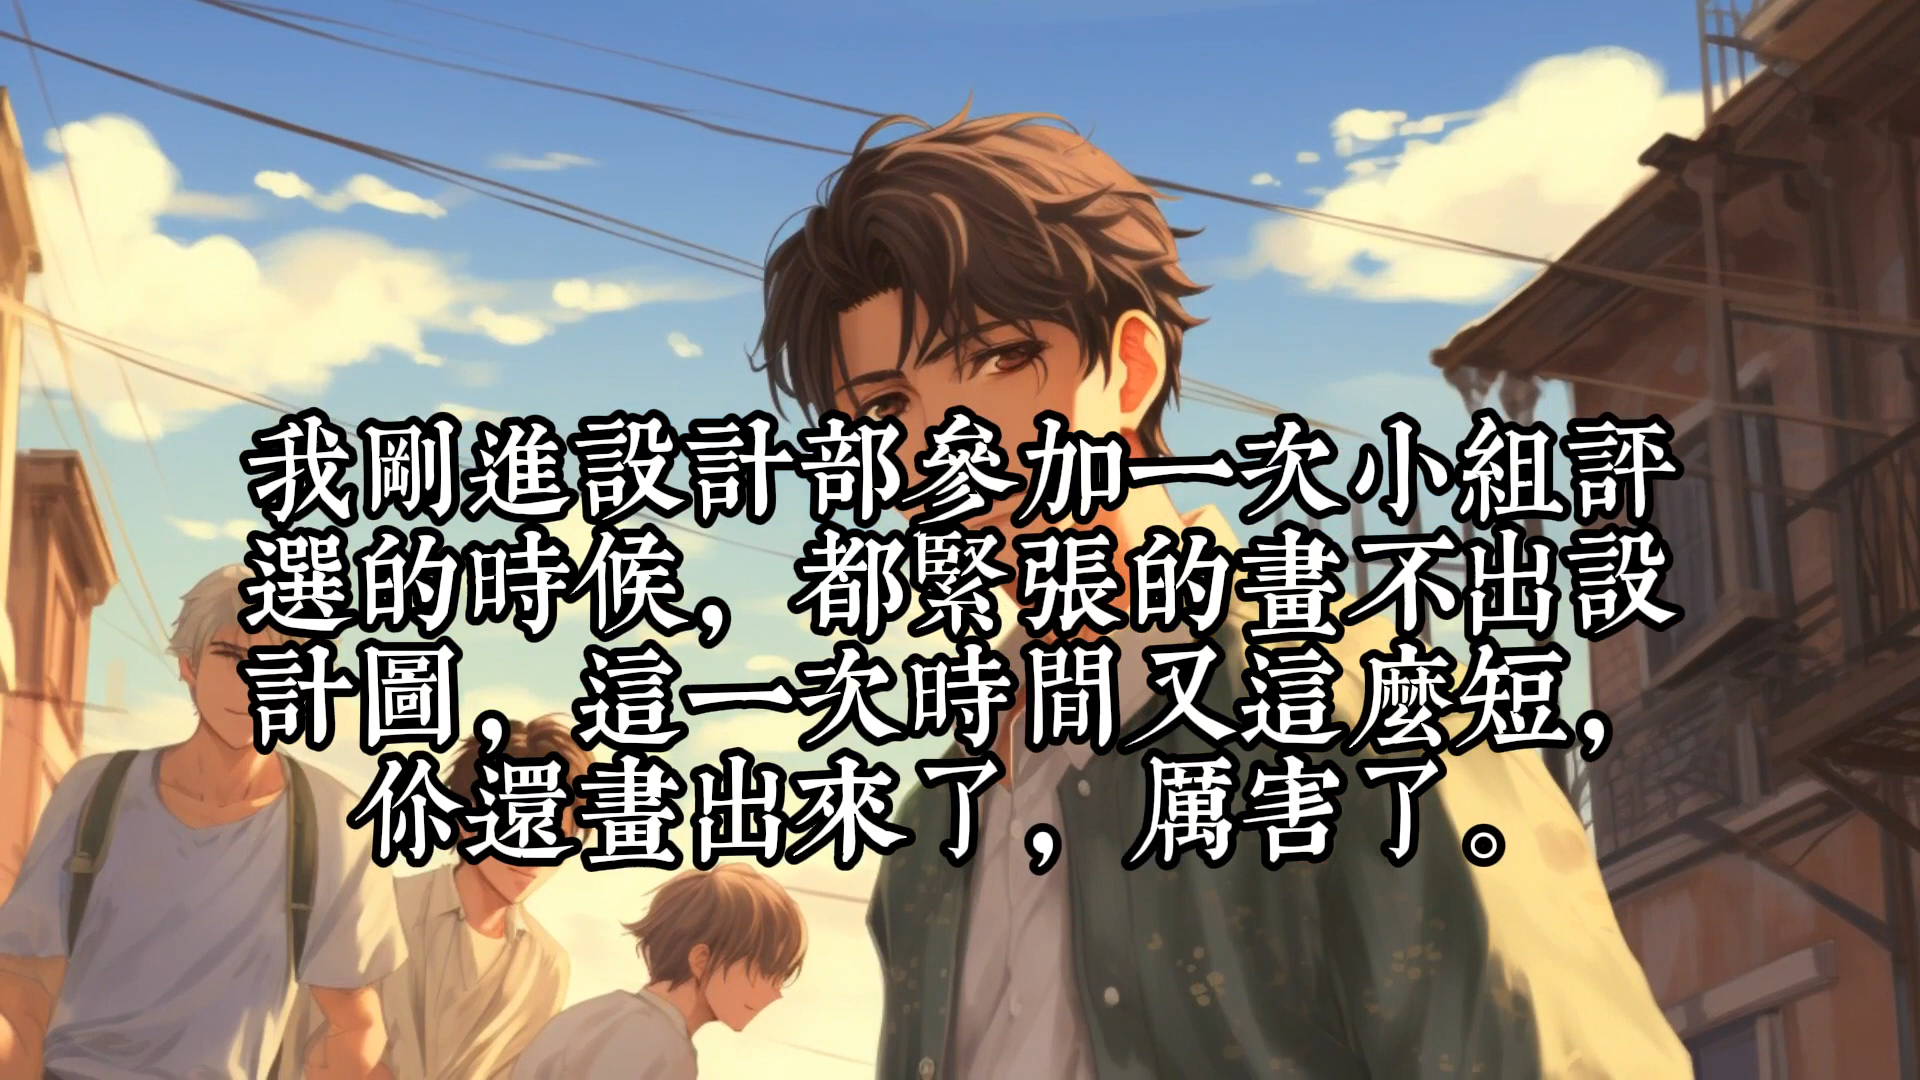 我剛進設計部參加一次小組評
選的時候，都緊張的畫不出設
計圖，這一次時間又這麼短，
你還畫出來了，厲害了。